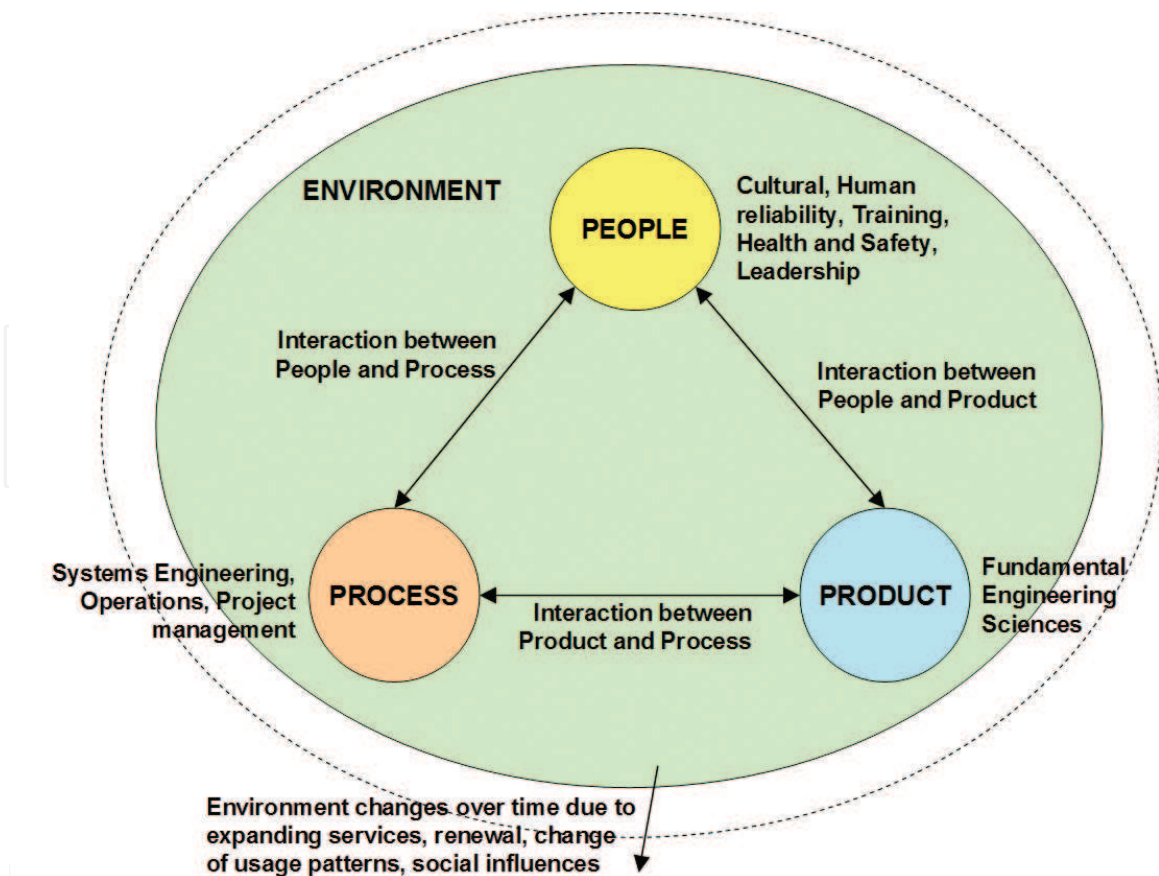 ENVIRONMENT
PEOPLE
Cultural, Human
reliability, Training,
Health and Safety,
Leadership
Interaction between
People and Process
Interaction between
People and Product
Systems Engineering,
Operations, Project
management
PROCESS
Interaction between
Product and Process
PRODUCT
Fundamental
Engineering
Sciences
Environment changes over time due to
expanding services, renewal, change
of usage patterns, social influences